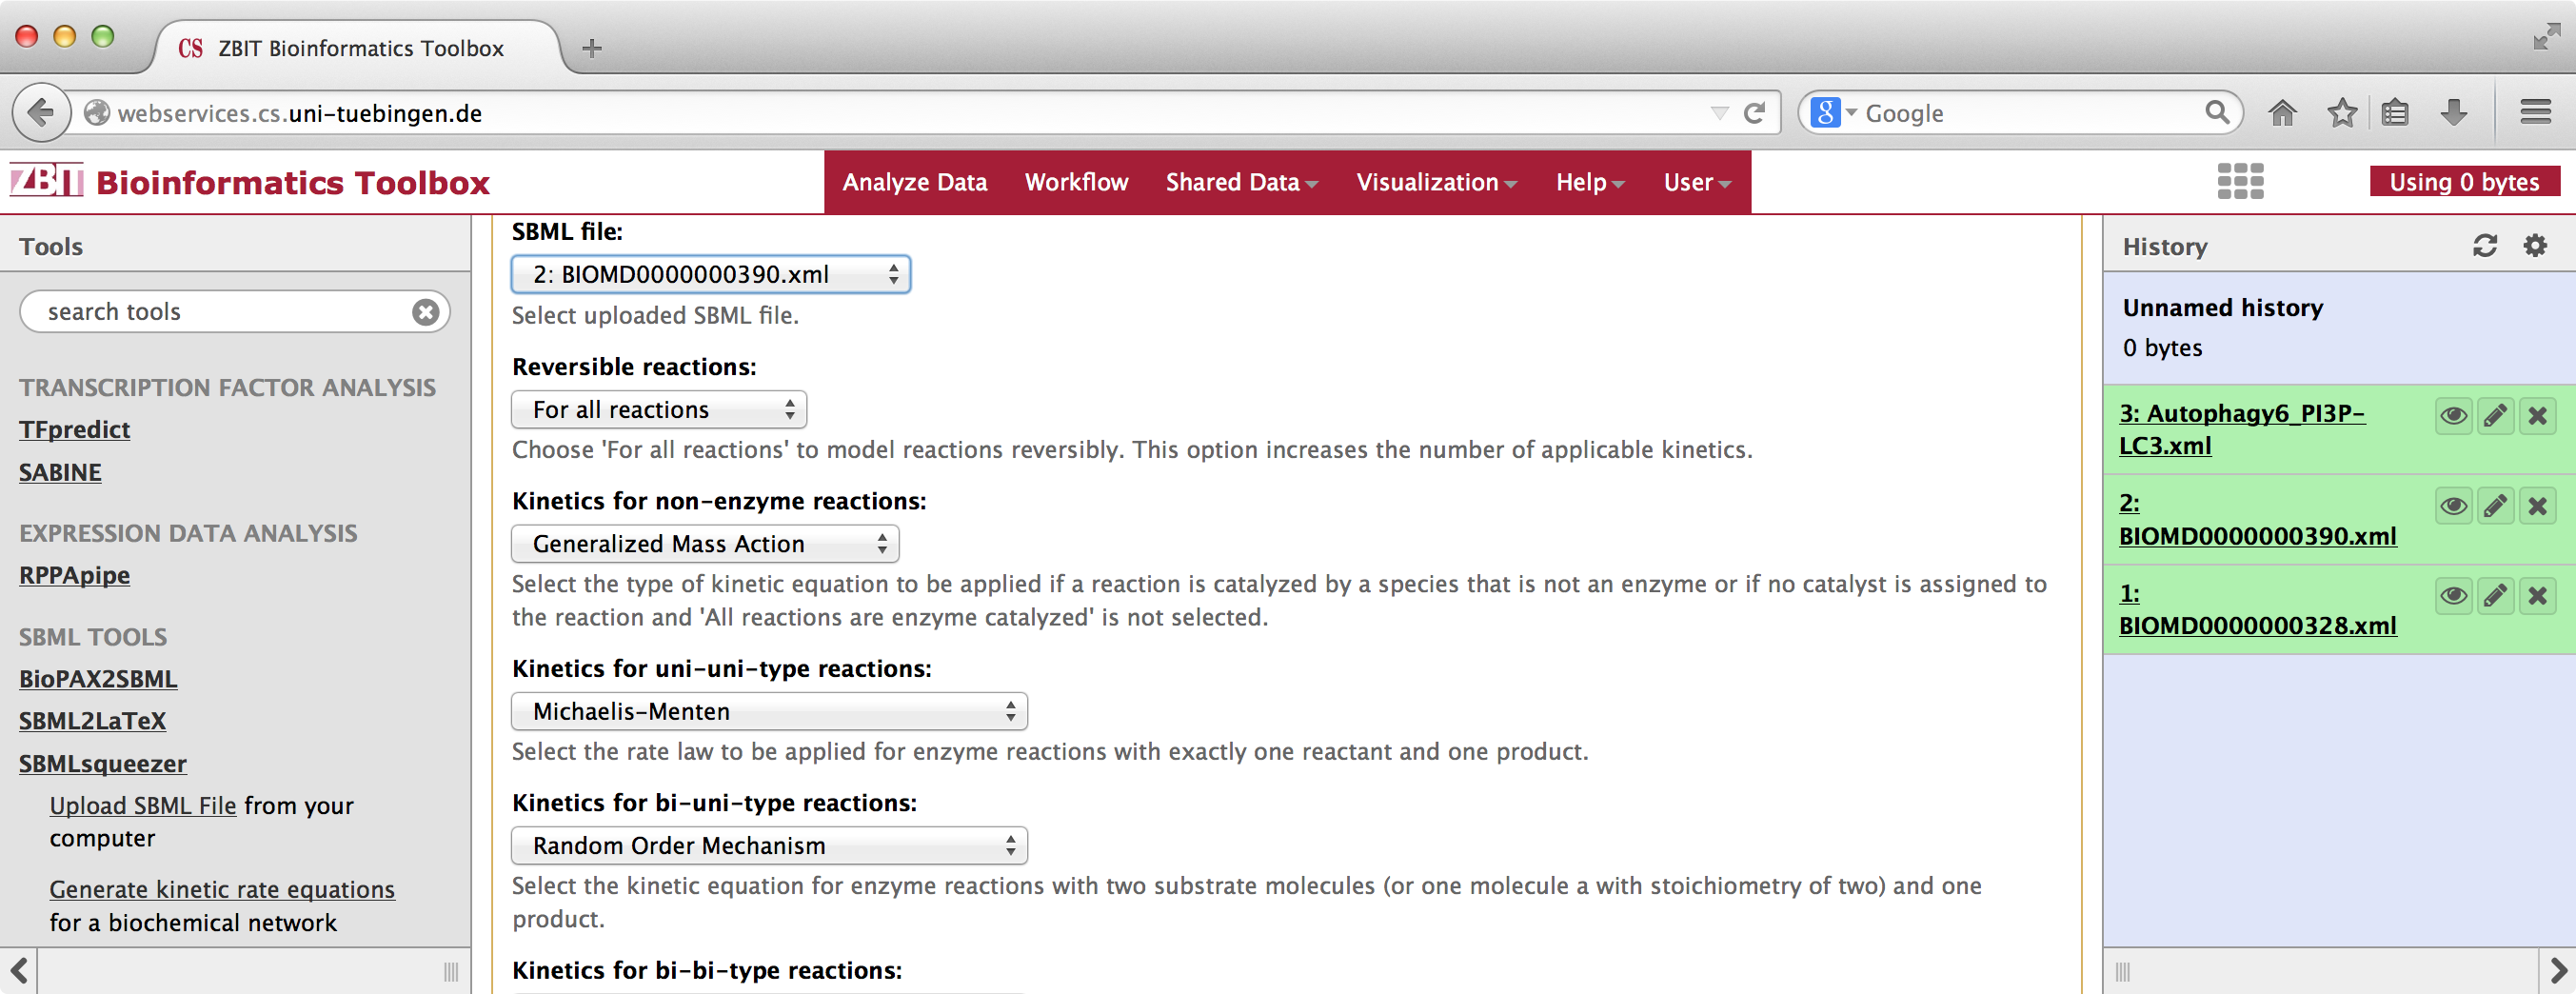 CS ZBIT Bioinformatics Toolbox
webservices.cs.uni-tuebingen.de
g Google
ZBIT Bioinformatics Toolbox
Analyze Data Workflow Shared Data Visualization Help User
Using 0 bytes
Tools
search tools
TRANSCRIPTION FACTOR ANALYSIS
TFpredict
SABINE
EXPRESSION DATA ANALYSIS
RPPApipe
SBML TOOLS
BioPAX2SBML
SBML2LaTeX
SBMLsqueezer
Upload SBML File from your
computer
Generate kinetic rate equations
for a biochemical network
SBML file:
2: BIOMD0000000390.xml
Select uploaded SBML file.
Reversible reactions:
For all reactions
Choose 'For all reactions' to model reactions reversibly. This option increases the number of applicable kinetics.
Kinetics for non-enzyme reactions:
Generalized Mass Action
Select the type of kinetic equation to be applied if a reaction is catalyzed by a species that is not an enzyme or if no catalyst is assigned to
the reaction and 'All reactions are enzyme catalyzed' is not selected.
Kinetics for uni-uni-type reactions:
Michaelis-Menten
Select the rate law to be applied for enzyme reactions with exactly one reactant and one product.
Kinetics for bi-uni-type reactions:
Random Order Mechanism
Select the kinetic equation for enzyme reactions with two substrate molecules (or one molecule a with stoichiometry of two) and one
product.
Kinetics for bi-bi-type reactions:
History
Unnamed history
0 bytes
3: Autophagy6_PI3P-
LC3.xml
2:
BIOMD0000000390.xml
1:
BIOMD0000000328.xml